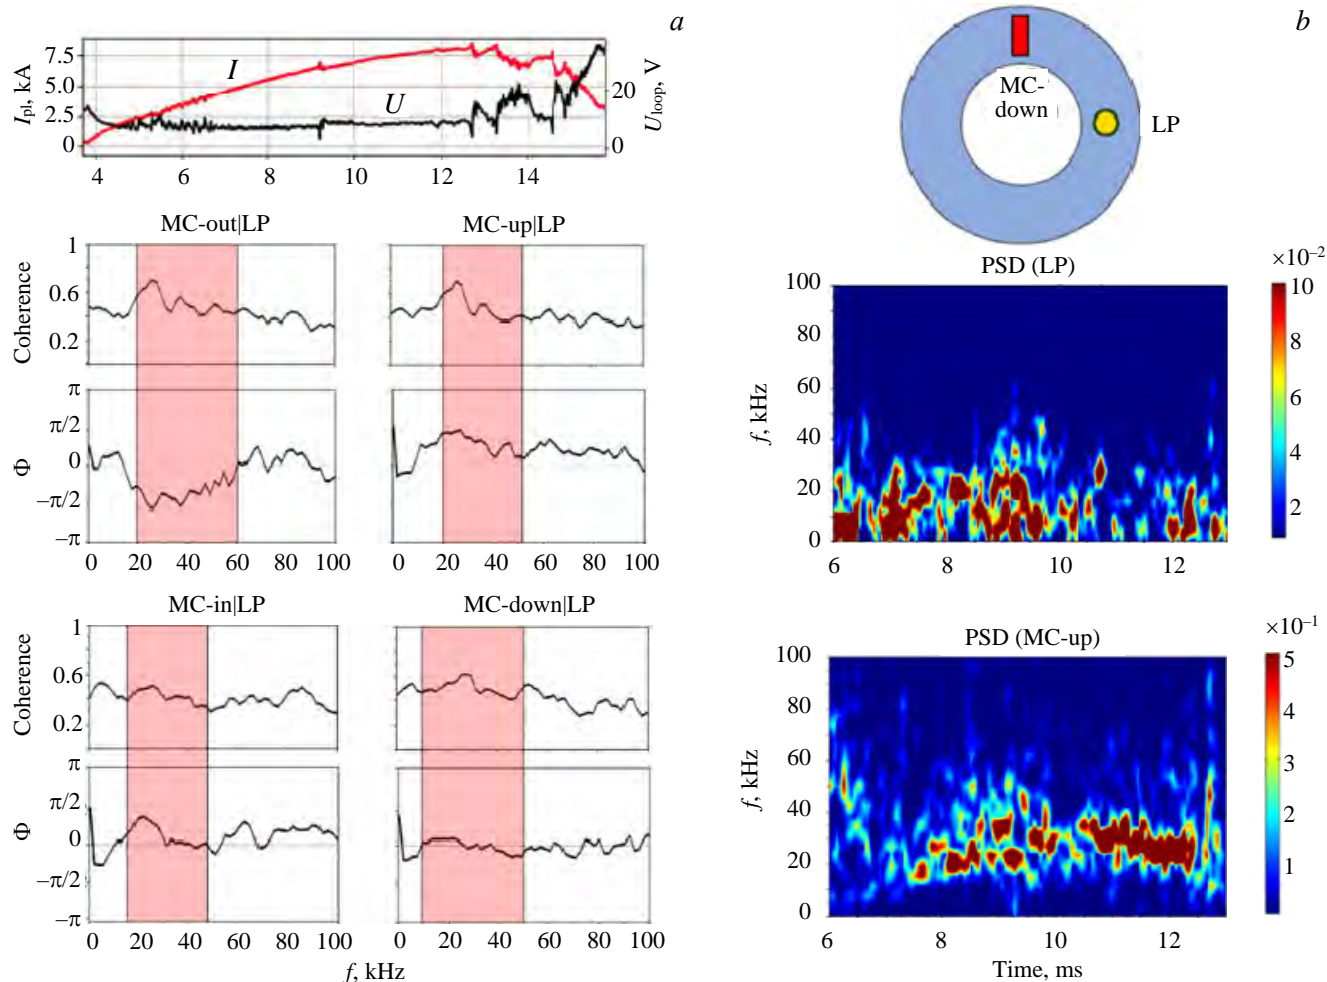 a
I_pl, kA
7.5
5.0
2.5
0
I
U
20
0
U_loop, V
4 6 8 10 12 14
MC-out|LP
Coherence
1
0.6
0.2
Φ
π
π/2
0
−π/2
−π
0 20 40 60 80 100
MC-up|LP
0 20 40 60 80 100
MC-in|LP
Coherence
1
0.6
0.2
Φ
π
π/2
0
−π/2
−π
0 20 40 60 80 100
MC-down|LP
0 20 40 60 80 100
f, kHz
b
MC-
down
LP
PSD (LP)
f, kHz
100
80
60
40
20
0
6 8 10 12
×10⁻²
10
8
6
4
2
PSD (MC-up)
f, kHz
100
80
60
40
20
0
6 8 10 12
Time, ms
×10⁻¹
5
4
3
2
1